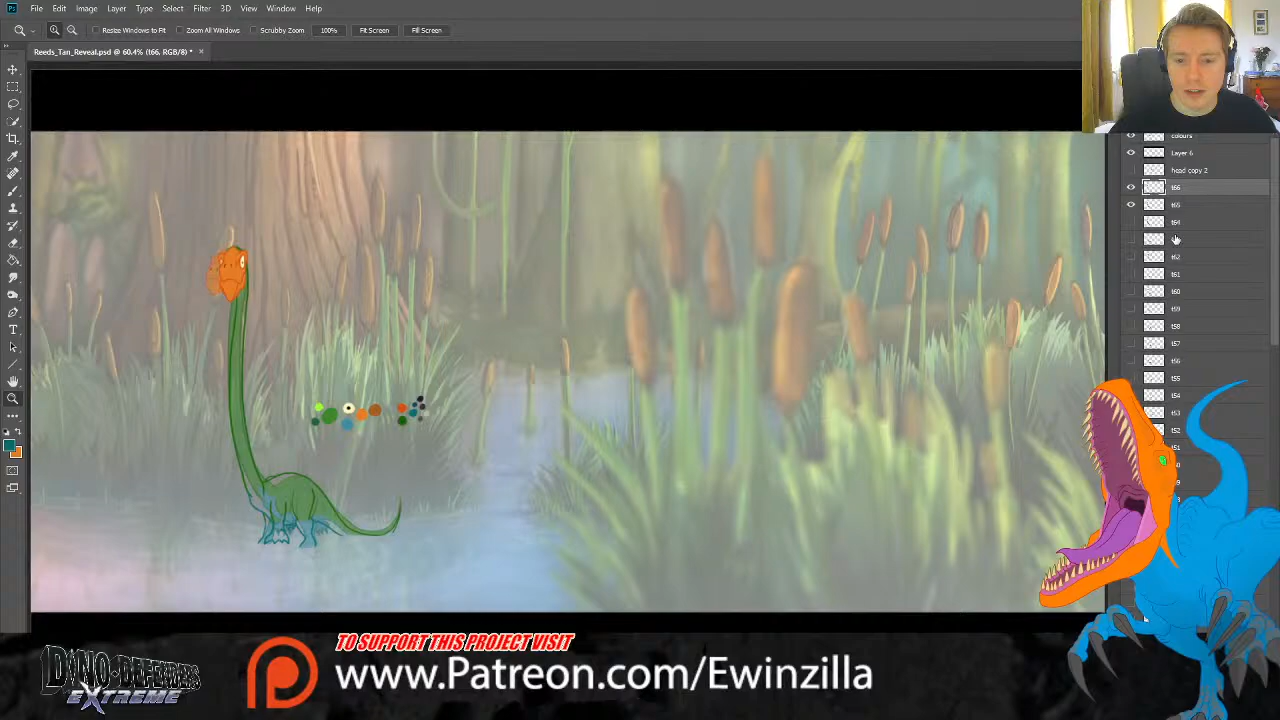 Ps File Edit Image Layer Type Select Filter 3D View Window Help
Resize Windows to Fit Zoom All Windows Scrubby Zoom 100% Fit Screen Fill Screen
Reeds_Tan_Reveal.psd @ 60.4% (t66, RGB/8) * ×
colours
Layer 6
head copy 2
t66
t65
t64
t62
t61
t60
t59
t58
t57
t56
t55
t54
t53
t52
TO SUPPORT THIS PROJECT VISIT
www.Patreon.com/Ewinzilla
DINO-DEFENDERS
EXTREME